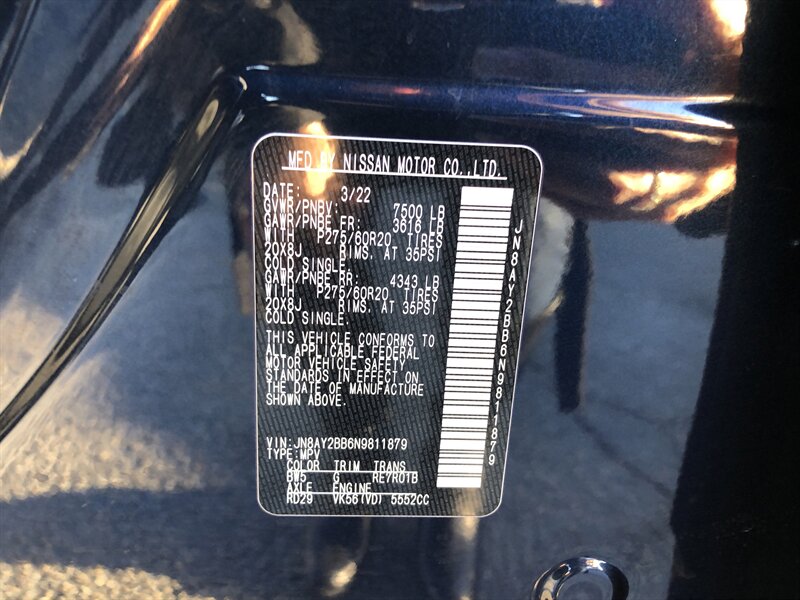 MFD.BY NISSAN MOTOR CO.,LTD.
DATE: 3/22
GVWR/PNBV: 7500 LB
GAWR/PNBE FR: 3616 LB
WITH P275/60R20 TIRES
20X8J RIMS. AT 35PSI
COLD SINGLE.
GAWR/PNBE RR: 4343 LB
WITH P275/60R20 TIRES
20X8J RIMS. AT 35PSI
COLD SINGLE.
THIS VEHICLE CONFORMS TO
ALL APPLICABLE FEDERAL
MOTOR VEHICLE SAFETY
STANDARDS IN EFFECT ON
THE DATE OF MANUFACTURE
SHOWN ABOVE.
VIN:JN8AY2BB6N9811879
TYPE:MPV
COLOR TRIM TRANS
BW5 G RE7R01B
AXLE ENGINE
RD29 VK56(VD) 5552CC
JN8AY2BB6N9811879